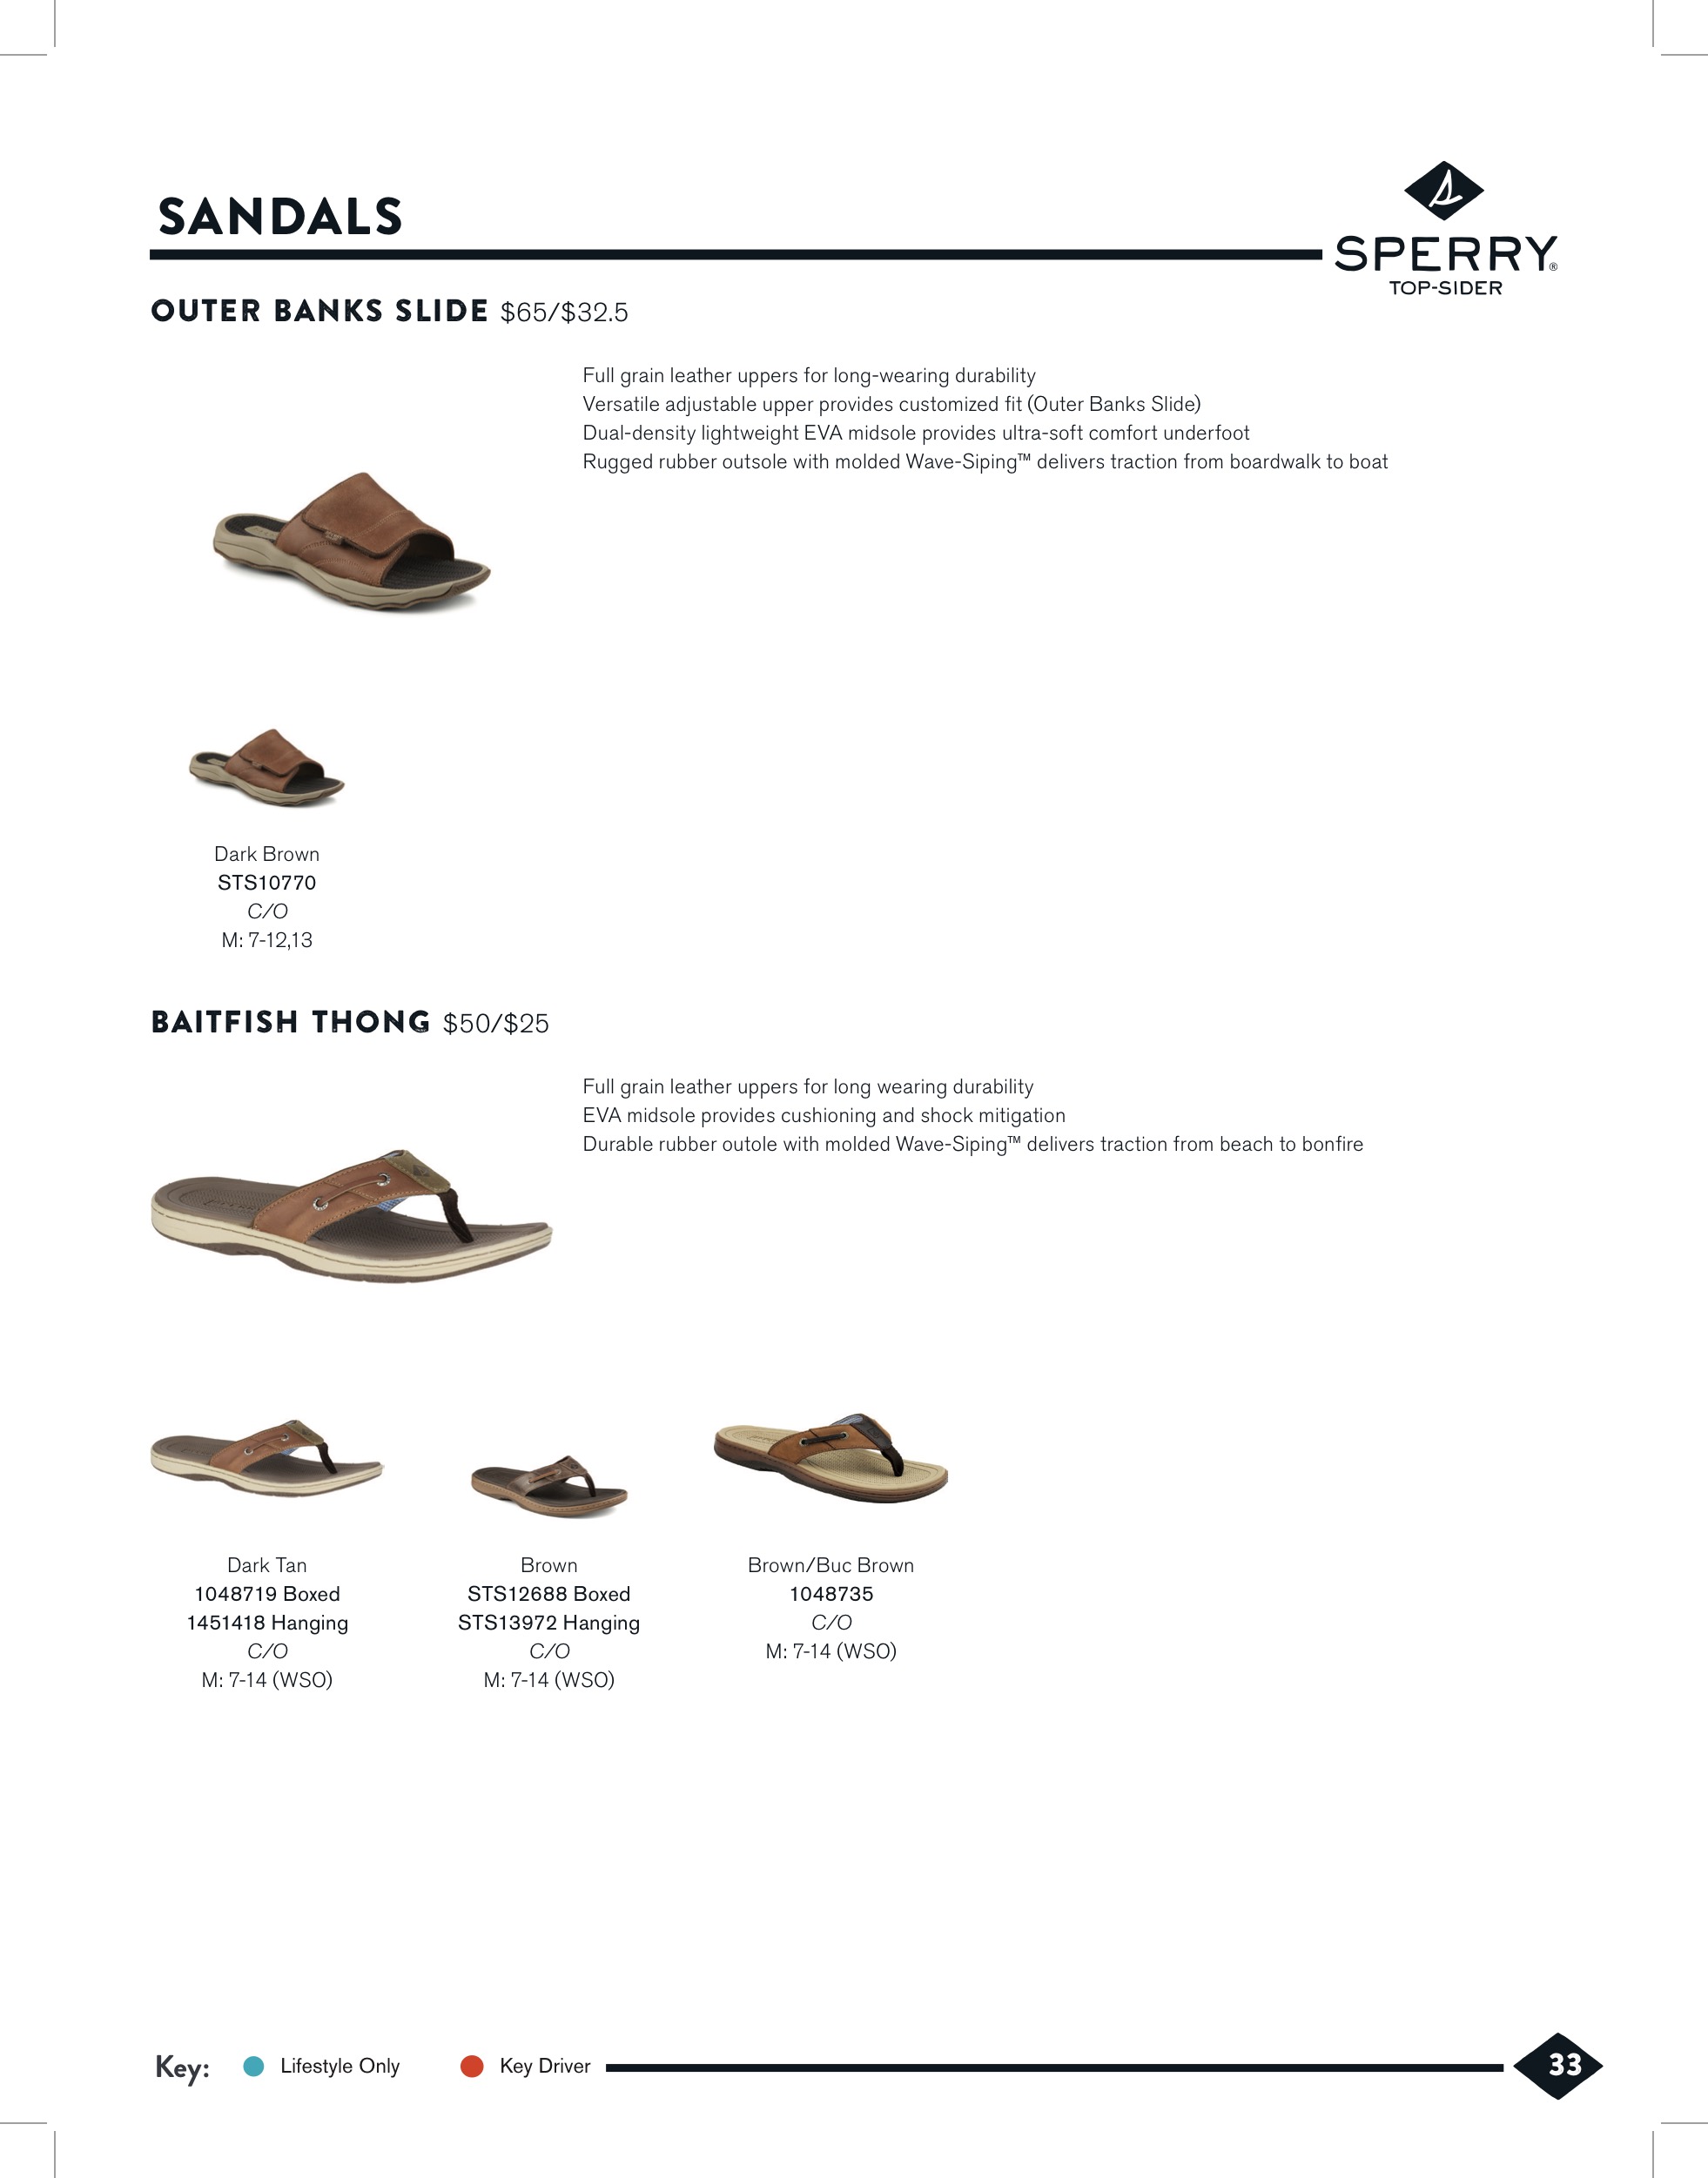 SANDALS
SPERRY®
TOP-SIDER
OUTER BANKS SLIDE $65/$32.5
Full grain leather uppers for long-wearing durability
Versatile adjustable upper provides customized fit (Outer Banks Slide)
Dual-density lightweight EVA midsole provides ultra-soft comfort underfoot
Rugged rubber outsole with molded Wave-Siping™ delivers traction from boardwalk to boat
Dark Brown
STS10770
C/O
M: 7-12,13
BAITFISH THONG $50/$25
Full grain leather uppers for long wearing durability
EVA midsole provides cushioning and shock mitigation
Durable rubber outole with molded Wave-Siping™ delivers traction from beach to bonfire
Dark Tan
1048719 Boxed
1451418 Hanging
C/O
M: 7-14 (WSO)
Brown
STS12688 Boxed
STS13972 Hanging
C/O
M: 7-14 (WSO)
Brown/Buc Brown
1048735
C/O
M: 7-14 (WSO)
Key: Lifestyle Only Key Driver
33